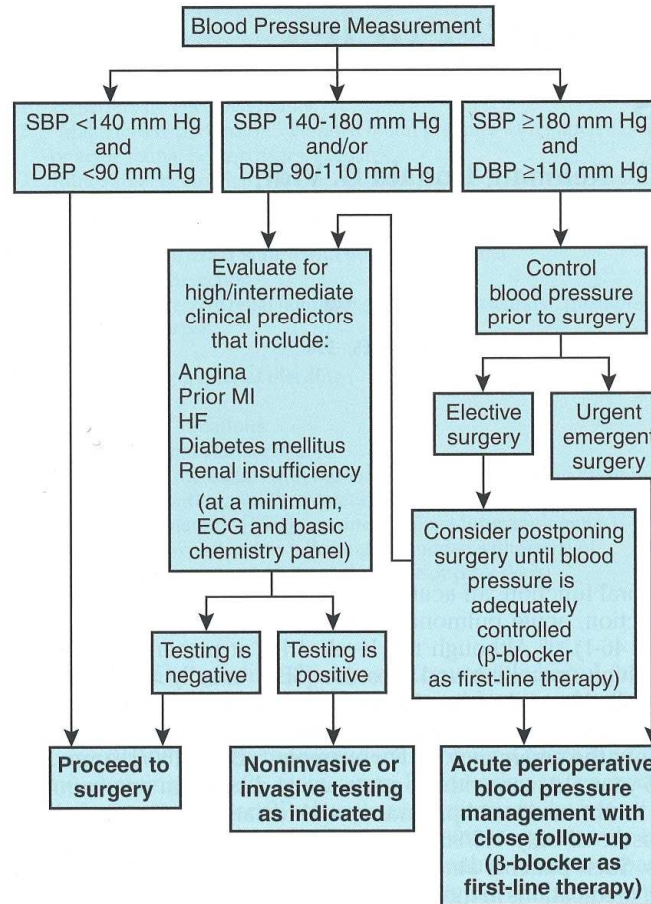 Blood Pressure Measurement
SBP <140 mm Hg
and
DBP <90 mm Hg
SBP 140-180 mm Hg
and/or
DBP 90-110 mm Hg
SBP ≥180 mm Hg
and
DBP ≥110 mm Hg
Evaluate for
high/intermediate
clinical predictors
that include:
Angina
Prior MI
HF
Diabetes mellitus
Renal insufficiency
(at a minimum,
ECG and basic
chemistry panel)
Control
blood pressure
prior to surgery
Elective
surgery
Urgent
emergent
surgery
Consider postponing
surgery until blood
pressure is
adequately
controlled
(β-blocker
as first-line therapy)
Testing is
negative
Testing is
positive
Proceed to
surgery
Noninvasive or
invasive testing
as indicated
Acute perioperative
blood pressure
management with
close follow-up
(β-blocker as
first-line therapy)